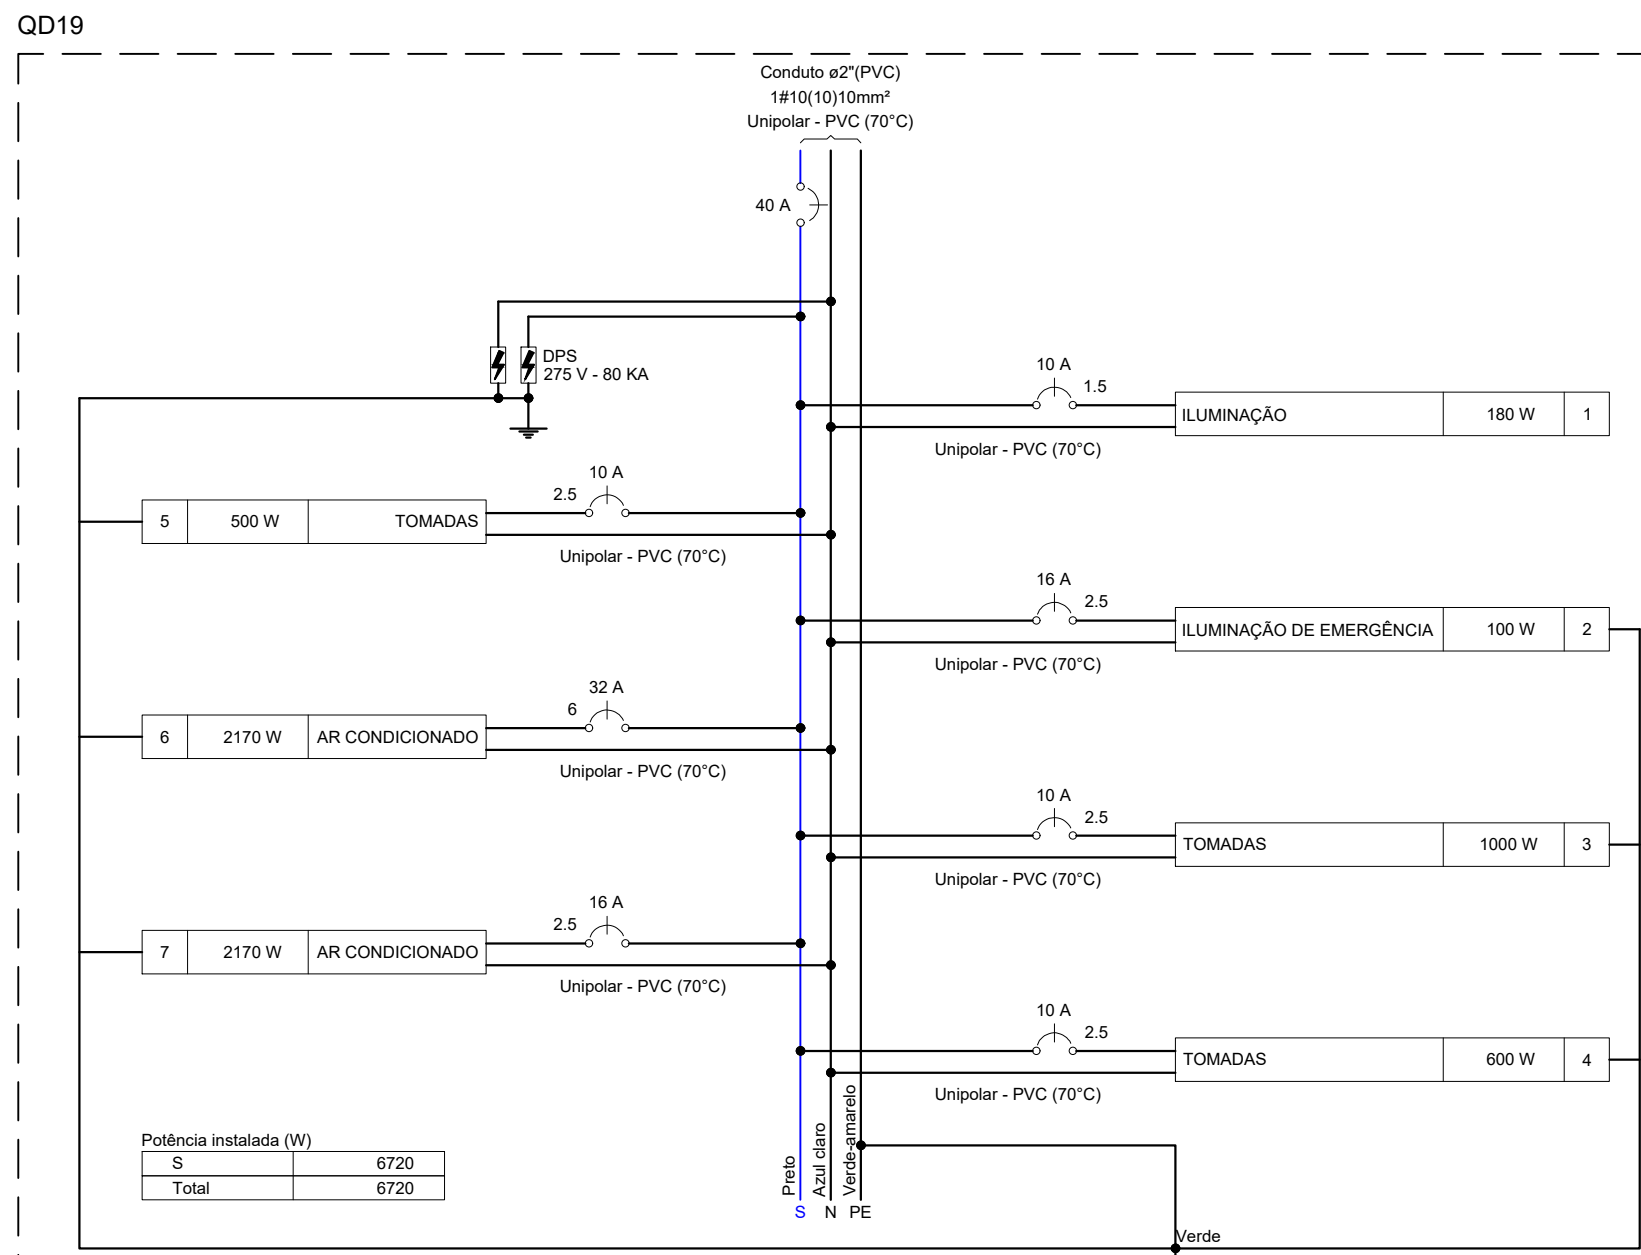 QD19
Conduto ø2"(PVC)
1#10(10)10mm²
Unipolar - PVC (70°C)
40 A
DPS
275 V - 80 KA
10 A
1.5
ILUMINAÇÃO 180 W 1
Unipolar - PVC (70°C)
10 A
2.5
5 500 W TOMADAS
Unipolar - PVC (70°C)
16 A
2.5
ILUMINAÇÃO DE EMERGÊNCIA 100 W 2
Unipolar - PVC (70°C)
32 A
6
6 2170 W AR CONDICIONADO
Unipolar - PVC (70°C)
10 A
2.5
TOMADAS 1000 W 3
Unipolar - PVC (70°C)
16 A
2.5
7 2170 W AR CONDICIONADO
Unipolar - PVC (70°C)
10 A
2.5
TOMADAS 600 W 4
Unipolar - PVC (70°C)
Potência instalada (W)
S 6720
Total 6720
Preto
Azul claro
Verde-amarelo
S N PE
Verde